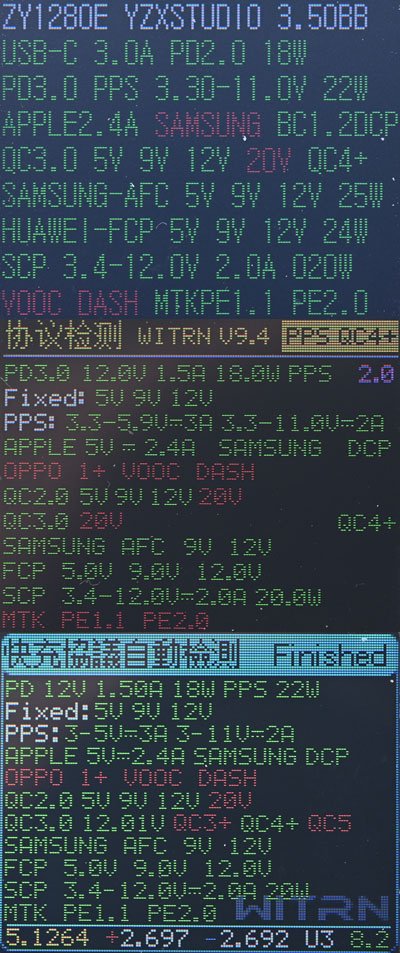 ZY1280E YZXSTUDIO 3.50BB
USB-C 3.0A PD2.0 18W
PD3.0 PPS 3.30-11.0V 22W
APPLE2.4A SAMSUNG BC1.2DCP
QC3.0 5V 9V 12V 20V QC4+
SAMSUNG-AFC 5V 9V 12V 25W
HUAWEI-FCP 5V 9V 12V 24W
SCP 3.4-12.0V 2.0A 020W
VOOC DASH MTKPE1.1 PE2.0
协议检测 WITRN V9.4 PPS QC4+
PD3.0 12.0V 1.5A 18.0W PPS 2.0
Fixed: 5V 9V 12V
PPS: 3.3-5.9V=3A 3.3-11.0V=2A
APPLE 5V=2.4A SAMSUNG DCP
OPPO 1+ VOOC DASH
QC2.0 5V 9V 12V 20V
QC3.0 20V QC4+
SAMSUNG AFC 9V 12V
FCP 5.0V 9.0V 12.0V
SCP 3.4-12.0V=2.0A 20.0W
MTK PE1.1 PE2.0
快充協議自動檢測 Finished
PD 12V 1.50A 18W PPS 22W
Fixed: 5V 9V 12V
PPS: 3-5V=3A 3-11V=2A
APPLE 5V=2.4A SAMSUNG DCP
OPPO 1+ VOOC DASH
QC2.0 5V 9V 12V 20V
QC3.0 12.01V QC3+ QC4+ QC5
SAMSUNG AFC 9V 12V
FCP 5.0V 9.0V 12.0V
SCP 3.4-12.0V=2.0A 20W
MTK PE1.1 PE2.0 WITRN
5.1264 +2.697 -2.692 U3 8.2